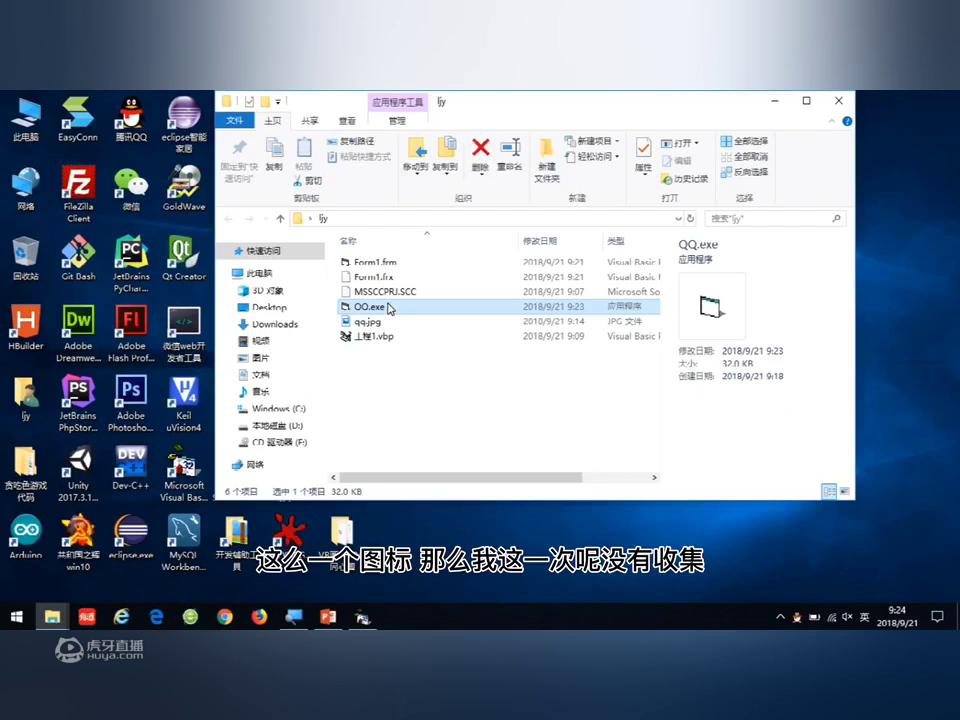 应用程序工具
ljy
文件
主页
共享
查看
管理
固定到"快速访问"
复制
粘贴
复制路径
粘贴快捷方式
剪切
剪贴板
移动到
复制到
删除
重命名
组织
新建文件夹
新建项目
轻松访问
新建
属性
打开
编辑
历史记录
打开
全部选择
全部取消
反向选择
选择
ljy
搜索"ljy"
快速访问
此电脑
3D 对象
Desktop
Downloads
视频
图片
文档
音乐
Windows (C:)
本地磁盘 (D:)
CD 驱动器 (F:)
网络
名称
修改日期
类型
Form1.frm
2018/9/21 9:21
Visual Basic
Form1.frx
2018/9/21 9:21
Visual Basic
MSSCCPRJ.SCC
2018/9/21 9:07
Microsoft So
QQ.exe
2018/9/21 9:23
应用程序
qq.jpg
2010/9/21 9:14
JPG 文件
工程1.vbp
2018/9/21 9:09
Visual Basic
QQ.exe
应用程序
修改日期: 2018/9/21 9:23
大小: 32.0 KB
创建日期: 2018/9/21 9:18
6 个项目
选中 1 个项目 32.0 KB
此电脑
EasyConn
腾讯QQ
eclipse智能家居
网络
FileZilla Client
微信
GoldWave
回收站
Git Bash
JetBrains PyChar...
Qt Creator
HBuilder
Adobe Dreamwe...
Adobe Flash Prof...
微信web开发者工具
ljy
JetBrains PhpStor...
Adobe Photosho...
Keil uVision4
贪吃色游戏代码
Unity 2017.3.1...
Dev-C++
Microsoft Visual Bas...
Arduino
共和国之辉win10
eclipse.exe
MySQL Workben...
这么一个图标 那么我这一次呢没有收集
英
9:24
2018/9/21
虎牙直播
Huya.com